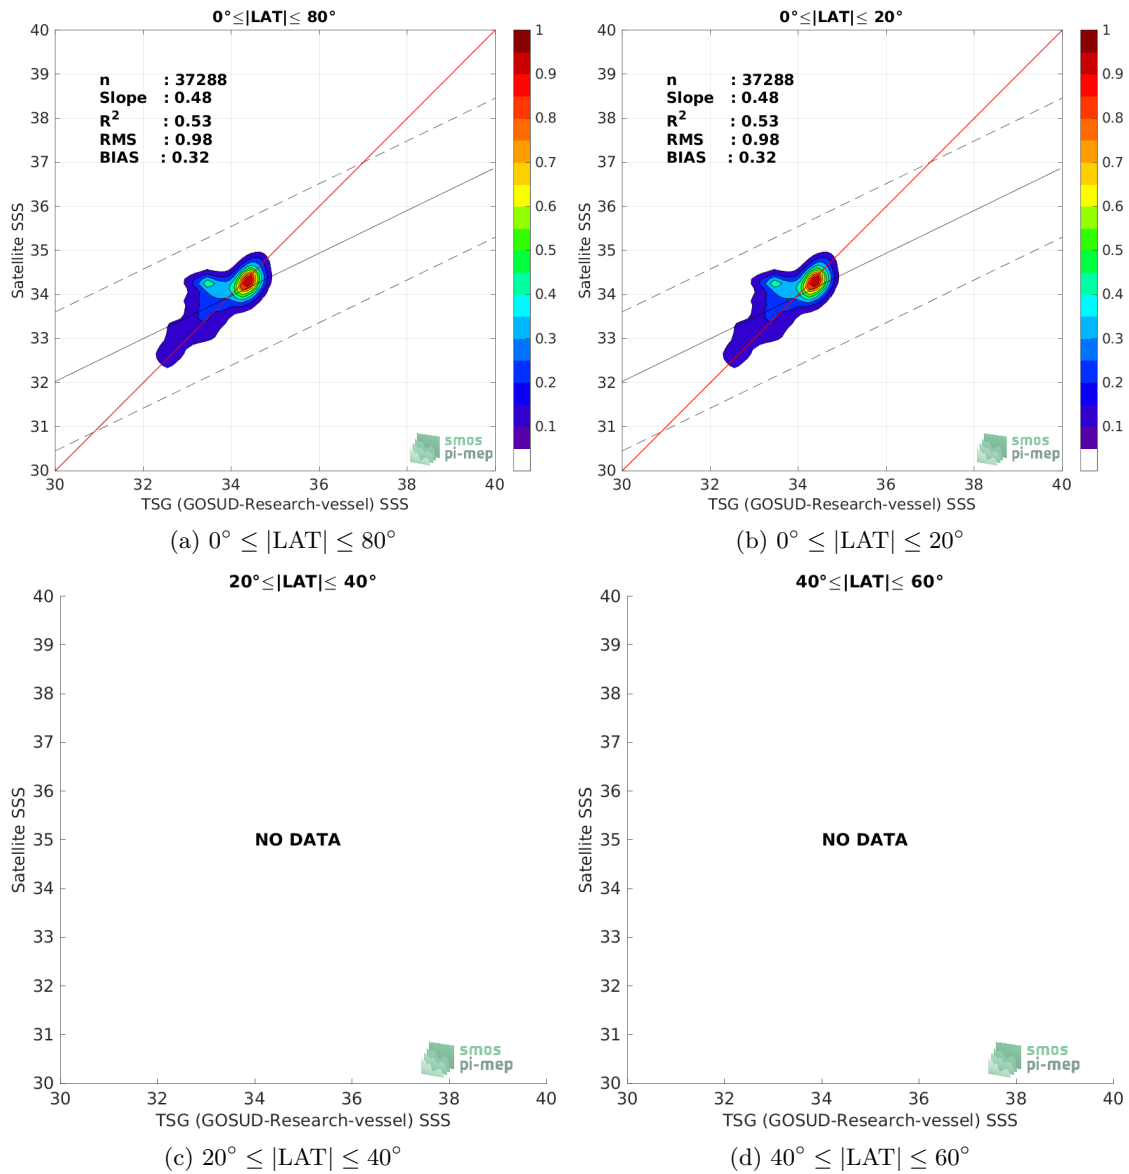 0°≤|LAT|≤ 80°
40
39
38
37
36
35
34
33
32
31
30
Satellite SSS
n : 37288
Slope : 0.48
R² : 0.53
RMS : 0.98
BIAS : 0.32
smos
pi-mep
30 32 34 36 38 40
TSG (GOSUD-Research-vessel) SSS
1
0.9
0.8
0.7
0.6
0.5
0.4
0.3
0.2
0.1
(a) 0° ≤ |LAT| ≤ 80°
0°≤|LAT|≤ 20°
40
39
38
37
36
35
34
33
32
31
30
Satellite SSS
n : 37288
Slope : 0.48
R² : 0.53
RMS : 0.98
BIAS : 0.32
smos
pi-mep
30 32 34 36 38 40
TSG (GOSUD-Research-vessel) SSS
1
0.9
0.8
0.7
0.6
0.5
0.4
0.3
0.2
0.1
(b) 0° ≤ |LAT| ≤ 20°
20°≤|LAT|≤ 40°
40
39
38
37
36
35
34
33
32
31
30
Satellite SSS
NO DATA
smos
pi-mep
30 32 34 36 38 40
TSG (GOSUD-Research-vessel) SSS
(c) 20° ≤ |LAT| ≤ 40°
40°≤|LAT|≤ 60°
40
39
38
37
36
35
34
33
32
31
30
Satellite SSS
NO DATA
smos
pi-mep
30 32 34 36 38 40
TSG (GOSUD-Research-vessel) SSS
(d) 40° ≤ |LAT| ≤ 60°